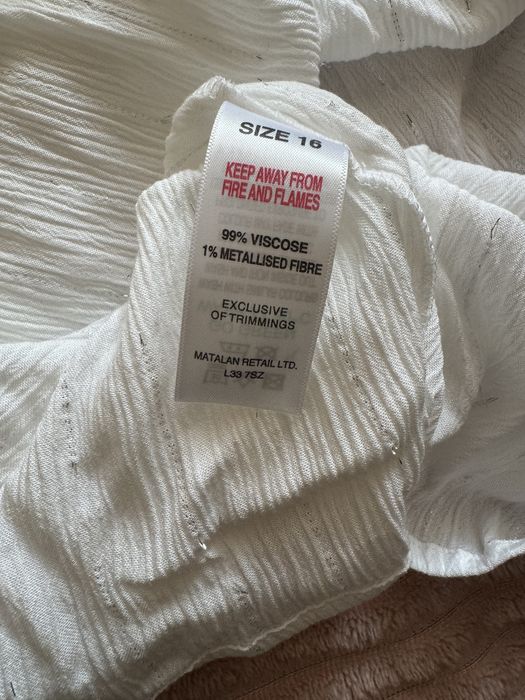 SIZE 16
KEEP AWAY FROM
FIRE AND FLAMES
99% VISCOSE
1% METALLISED FIBRE
EXCLUSIVE
OF TRIMMINGS
MATALAN RETAIL LTD.
L33 7SZ